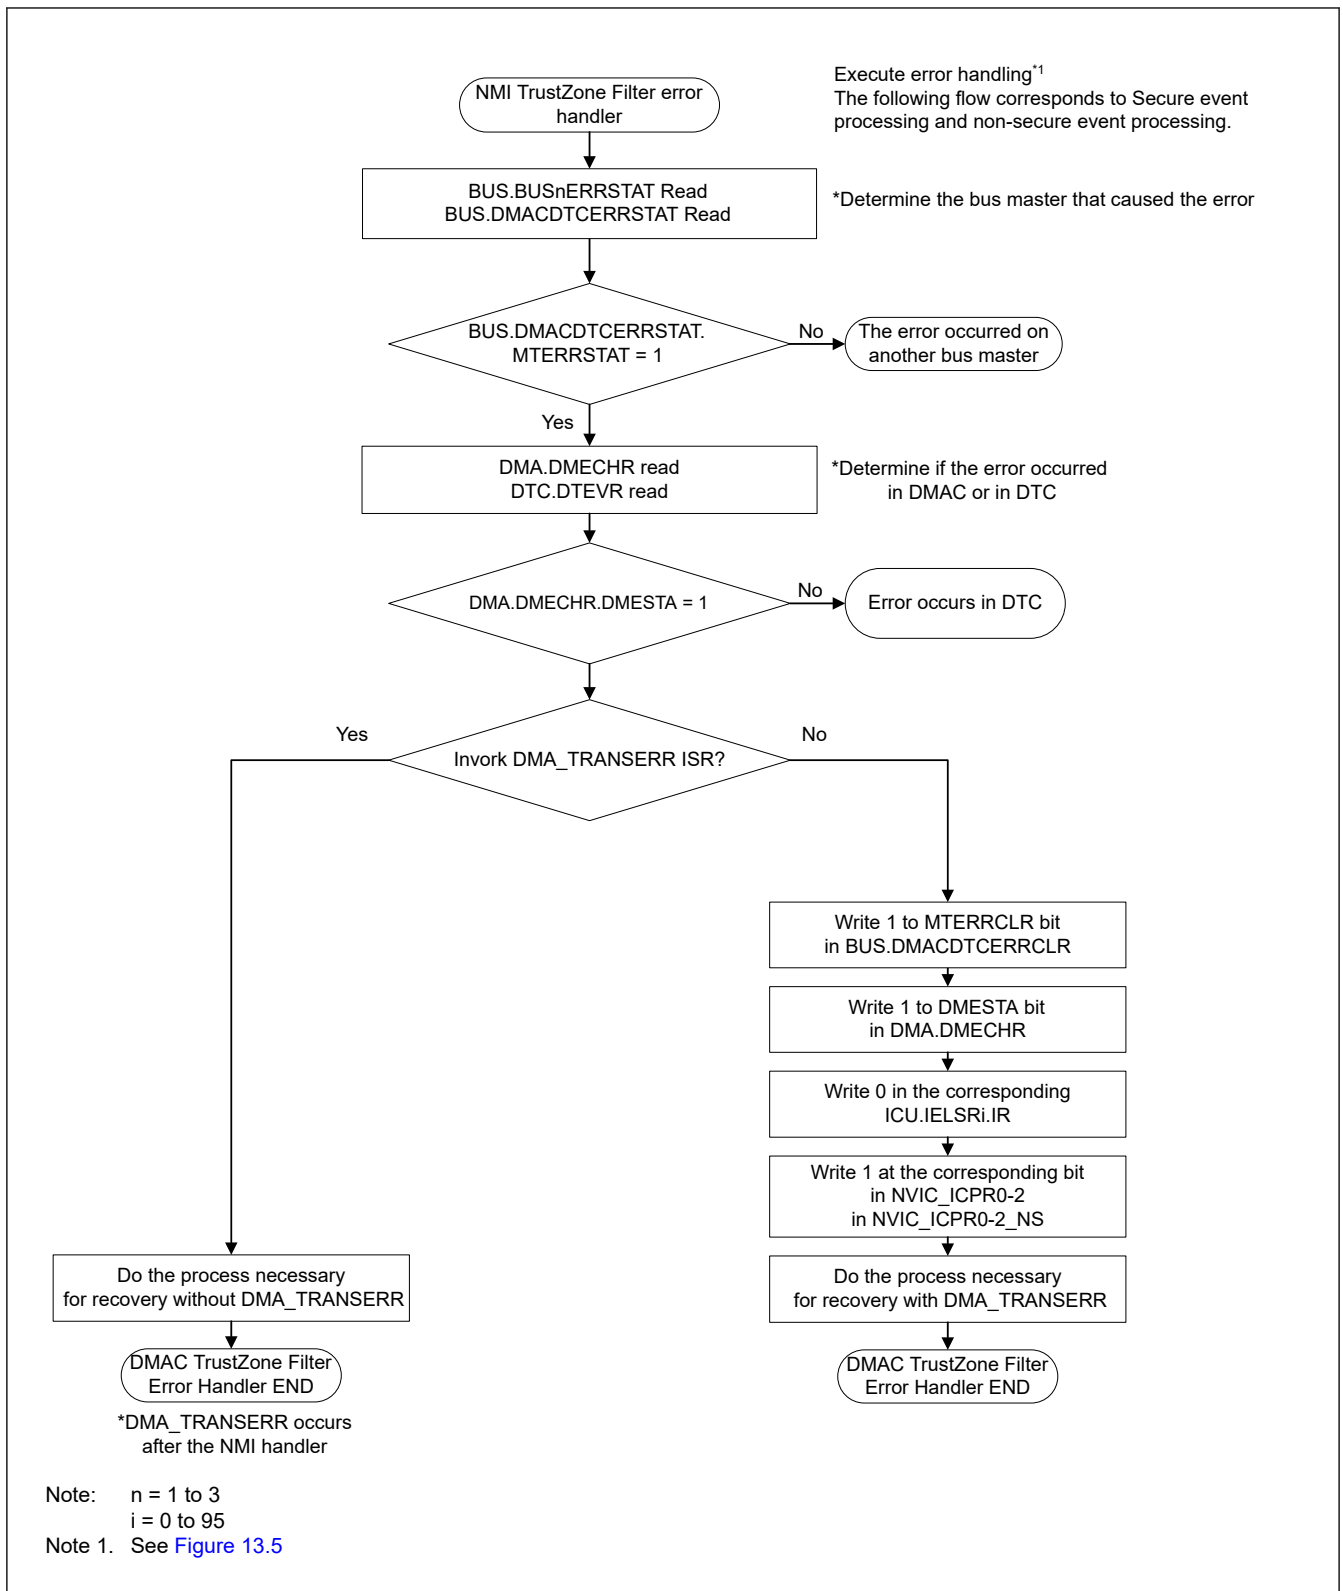 NMI TrustZone Filter error
handler
Execute error handling*1
The following flow corresponds to Secure event
processing and non-secure event processing.
BUS.BUSnERRSTAT Read
BUS.DMACDTCERRSTAT Read
*Determine the bus master that caused the error
BUS.DMACDTCERRSTAT.
MTERRSTAT = 1
No
The error occurred on
another bus master
Yes
DMA.DMECHR read
DTC.DTEVR read
*Determine if the error occurred
in DMAC or in DTC
DMA.DMECHR.DMESTA = 1
No
Error occurs in DTC
Yes
Invork DMA_TRANSERR ISR?
No
Write 1 to MTERRCLR bit
in BUS.DMACDTCERRCLR
Write 1 to DMESTA bit
in DMA.DMECHR
Write 0 in the corresponding
ICU.IELSRi.IR
Write 1 at the corresponding bit
in NVIC_ICPR0-2
in NVIC_ICPR0-2_NS
Do the process necessary
for recovery without DMA_TRANSERR
Do the process necessary
for recovery with DMA_TRANSERR
DMAC TrustZone Filter
Error Handler END
DMAC TrustZone Filter
Error Handler END
*DMA_TRANSERR occurs
after the NMI handler
Note: n = 1 to 3
i = 0 to 95
Note 1. See Figure 13.5